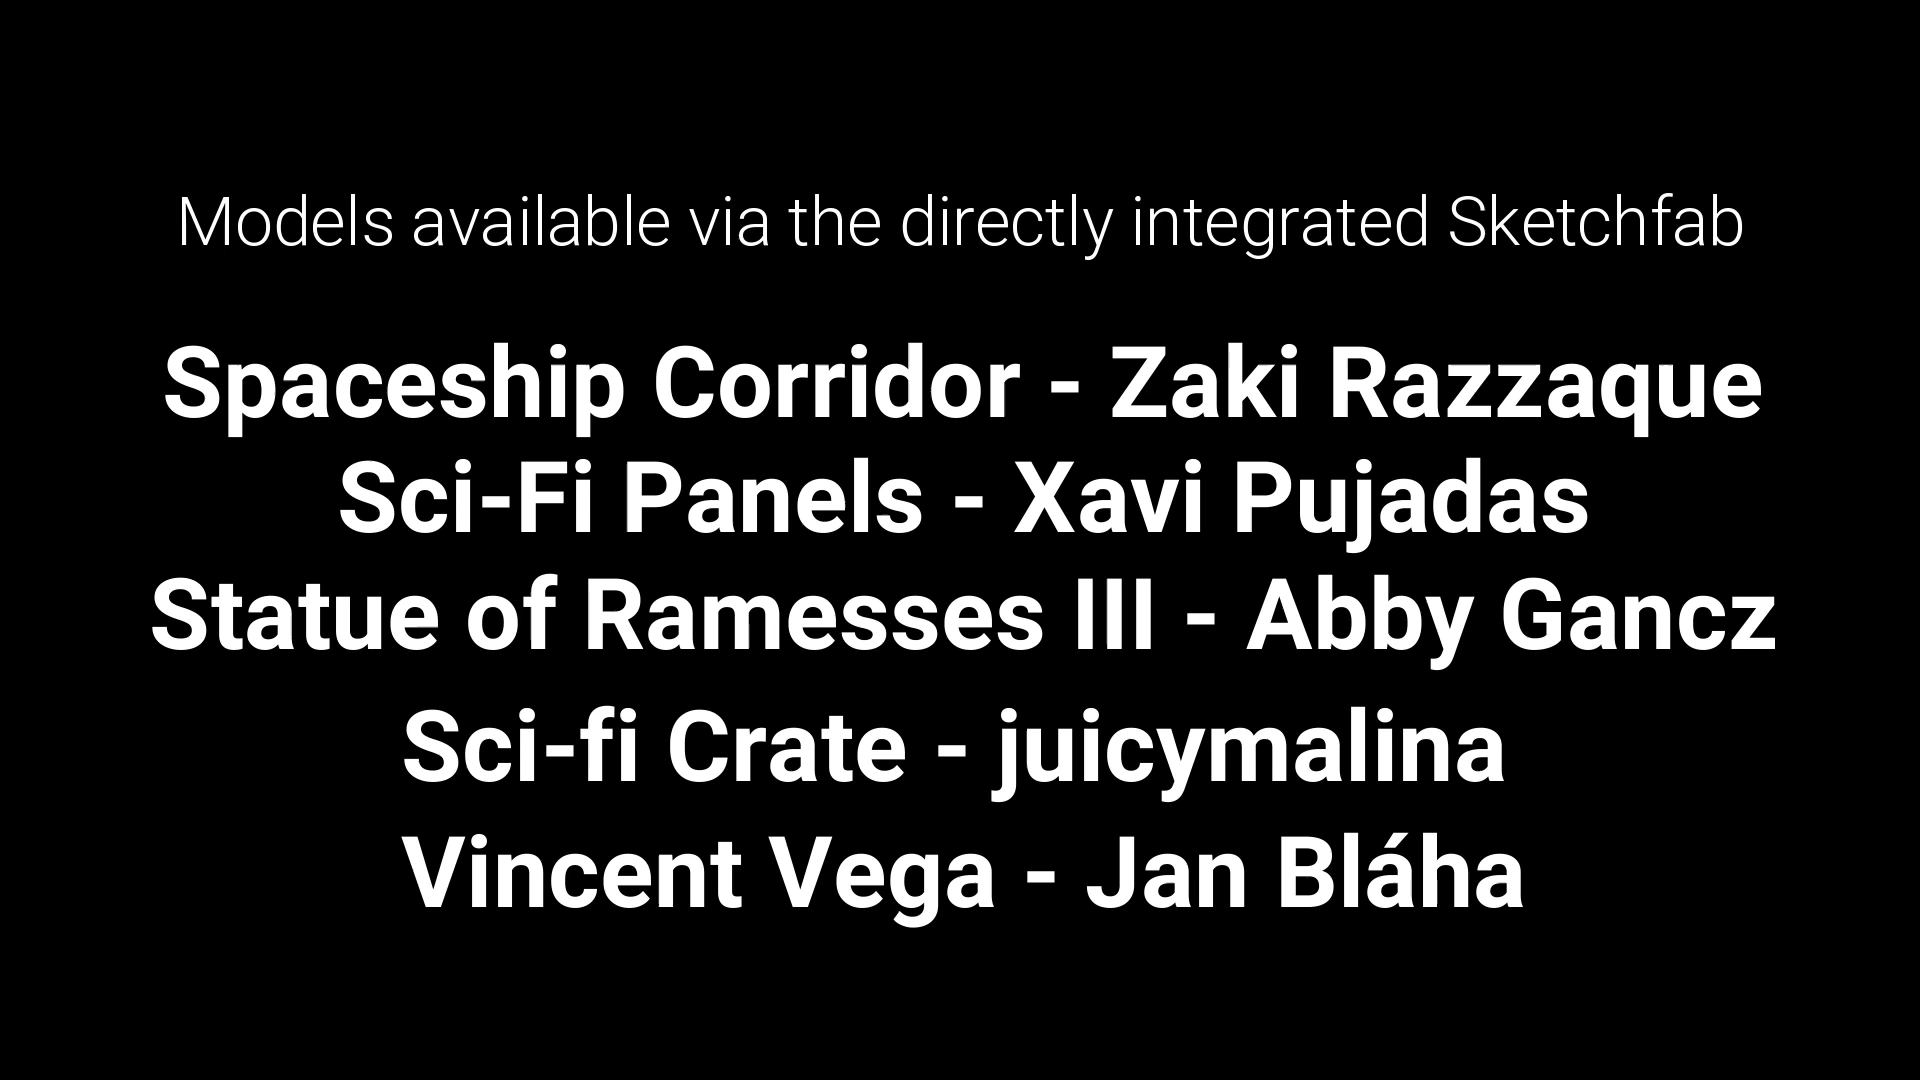 Models available via the directly integrated Sketchfab
Spaceship Corridor - Zaki Razzaque
Sci-Fi Panels - Xavi Pujadas
Statue of Ramesses III - Abby Gancz
Sci-fi Crate - juicymalina
Vincent Vega - Jan Bláha